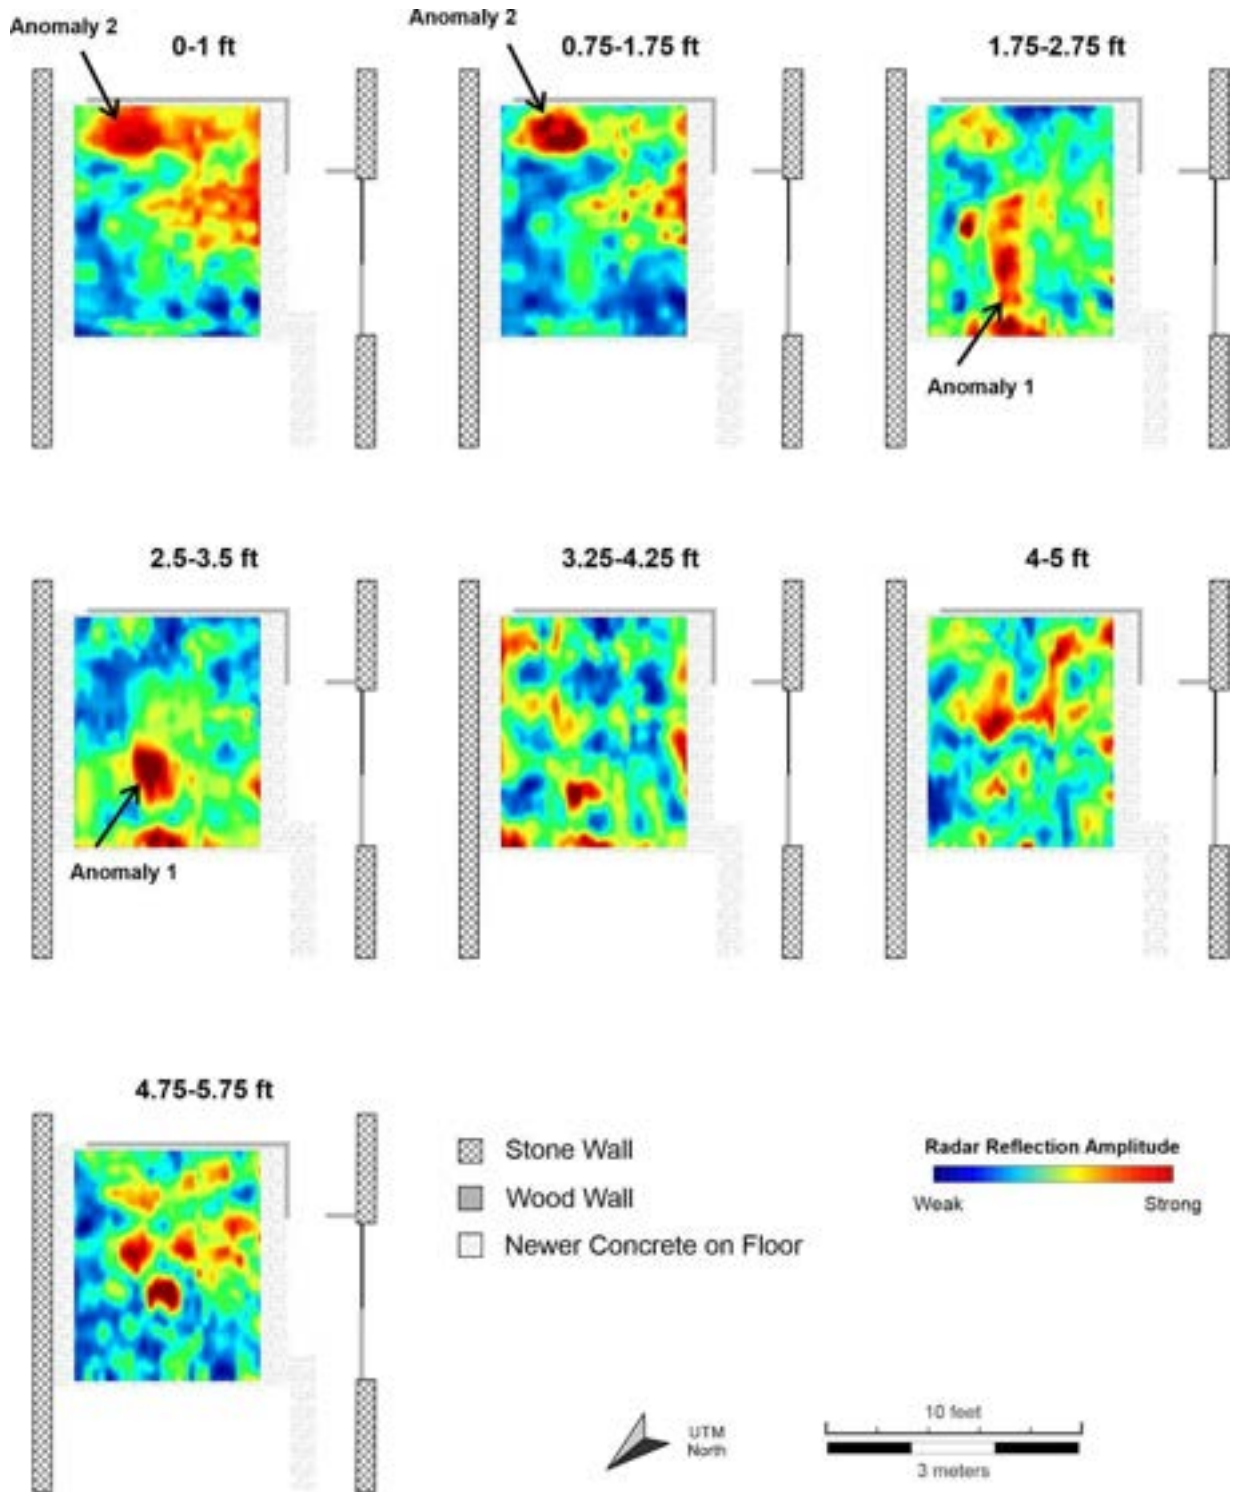 Anomaly 2
0-1 ft
Anomaly 2
0.75-1.75 ft
1.75-2.75 ft
Anomaly 1
2.5-3.5 ft
3.25-4.25 ft
4-5 ft
Anomaly 1
4.75-5.75 ft
Stone Wall
Wood Wall
Newer Concrete on Floor
Radar Reflection Amplitude
Weak
Strong
UTM
North
10 feet
3 meters